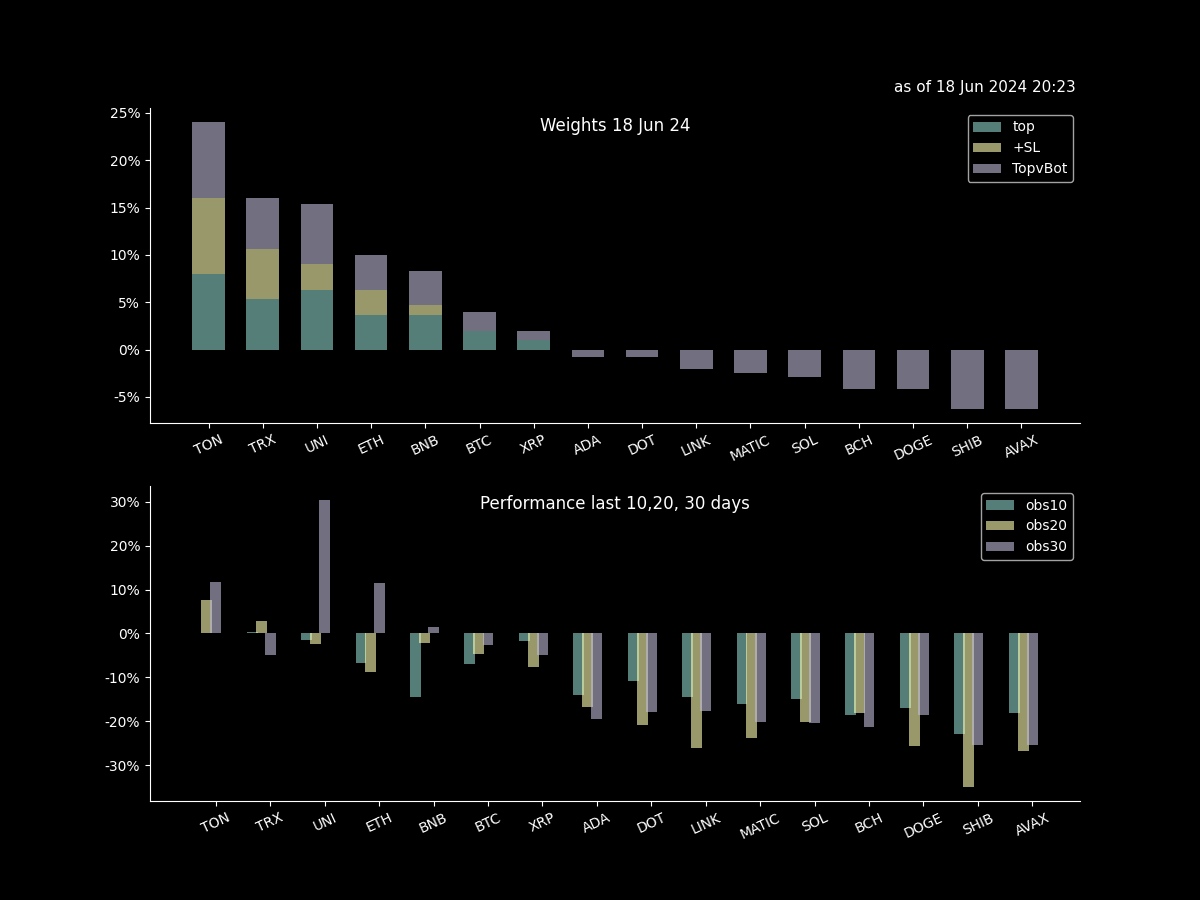 as of 18 Jun 2024 20:23
Weights 18 Jun 24
top
+SL
TopvBot
25%
20%
15%
10%
5%
0%
-5%
TON TRX UNI ETH BNB BTC XRP ADA DOT LINK MATIC SOL BCH DOGE SHIB AVAX
Performance last 10,20, 30 days
obs10
obs20
obs30
30%
20%
10%
0%
-10%
-20%
-30%
TON TRX UNI ETH BNB BTC XRP ADA DOT LINK MATIC SOL BCH DOGE SHIB AVAX